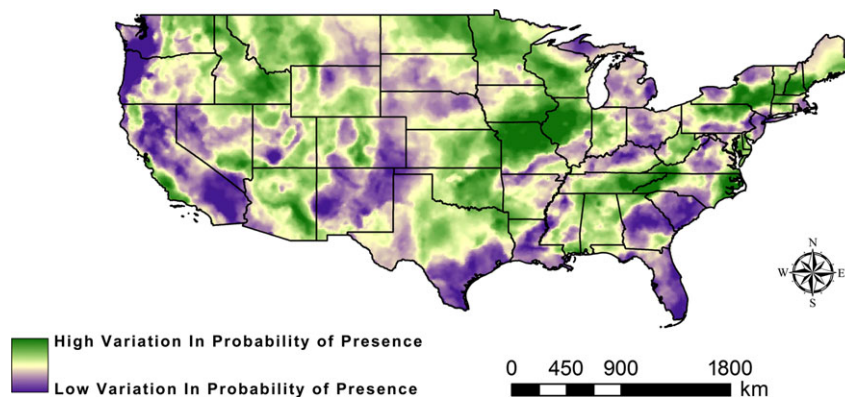 N
W E
S
High Variation In Probability of Presence
Low Variation In Probability of Presence
0 450 900 1800
km